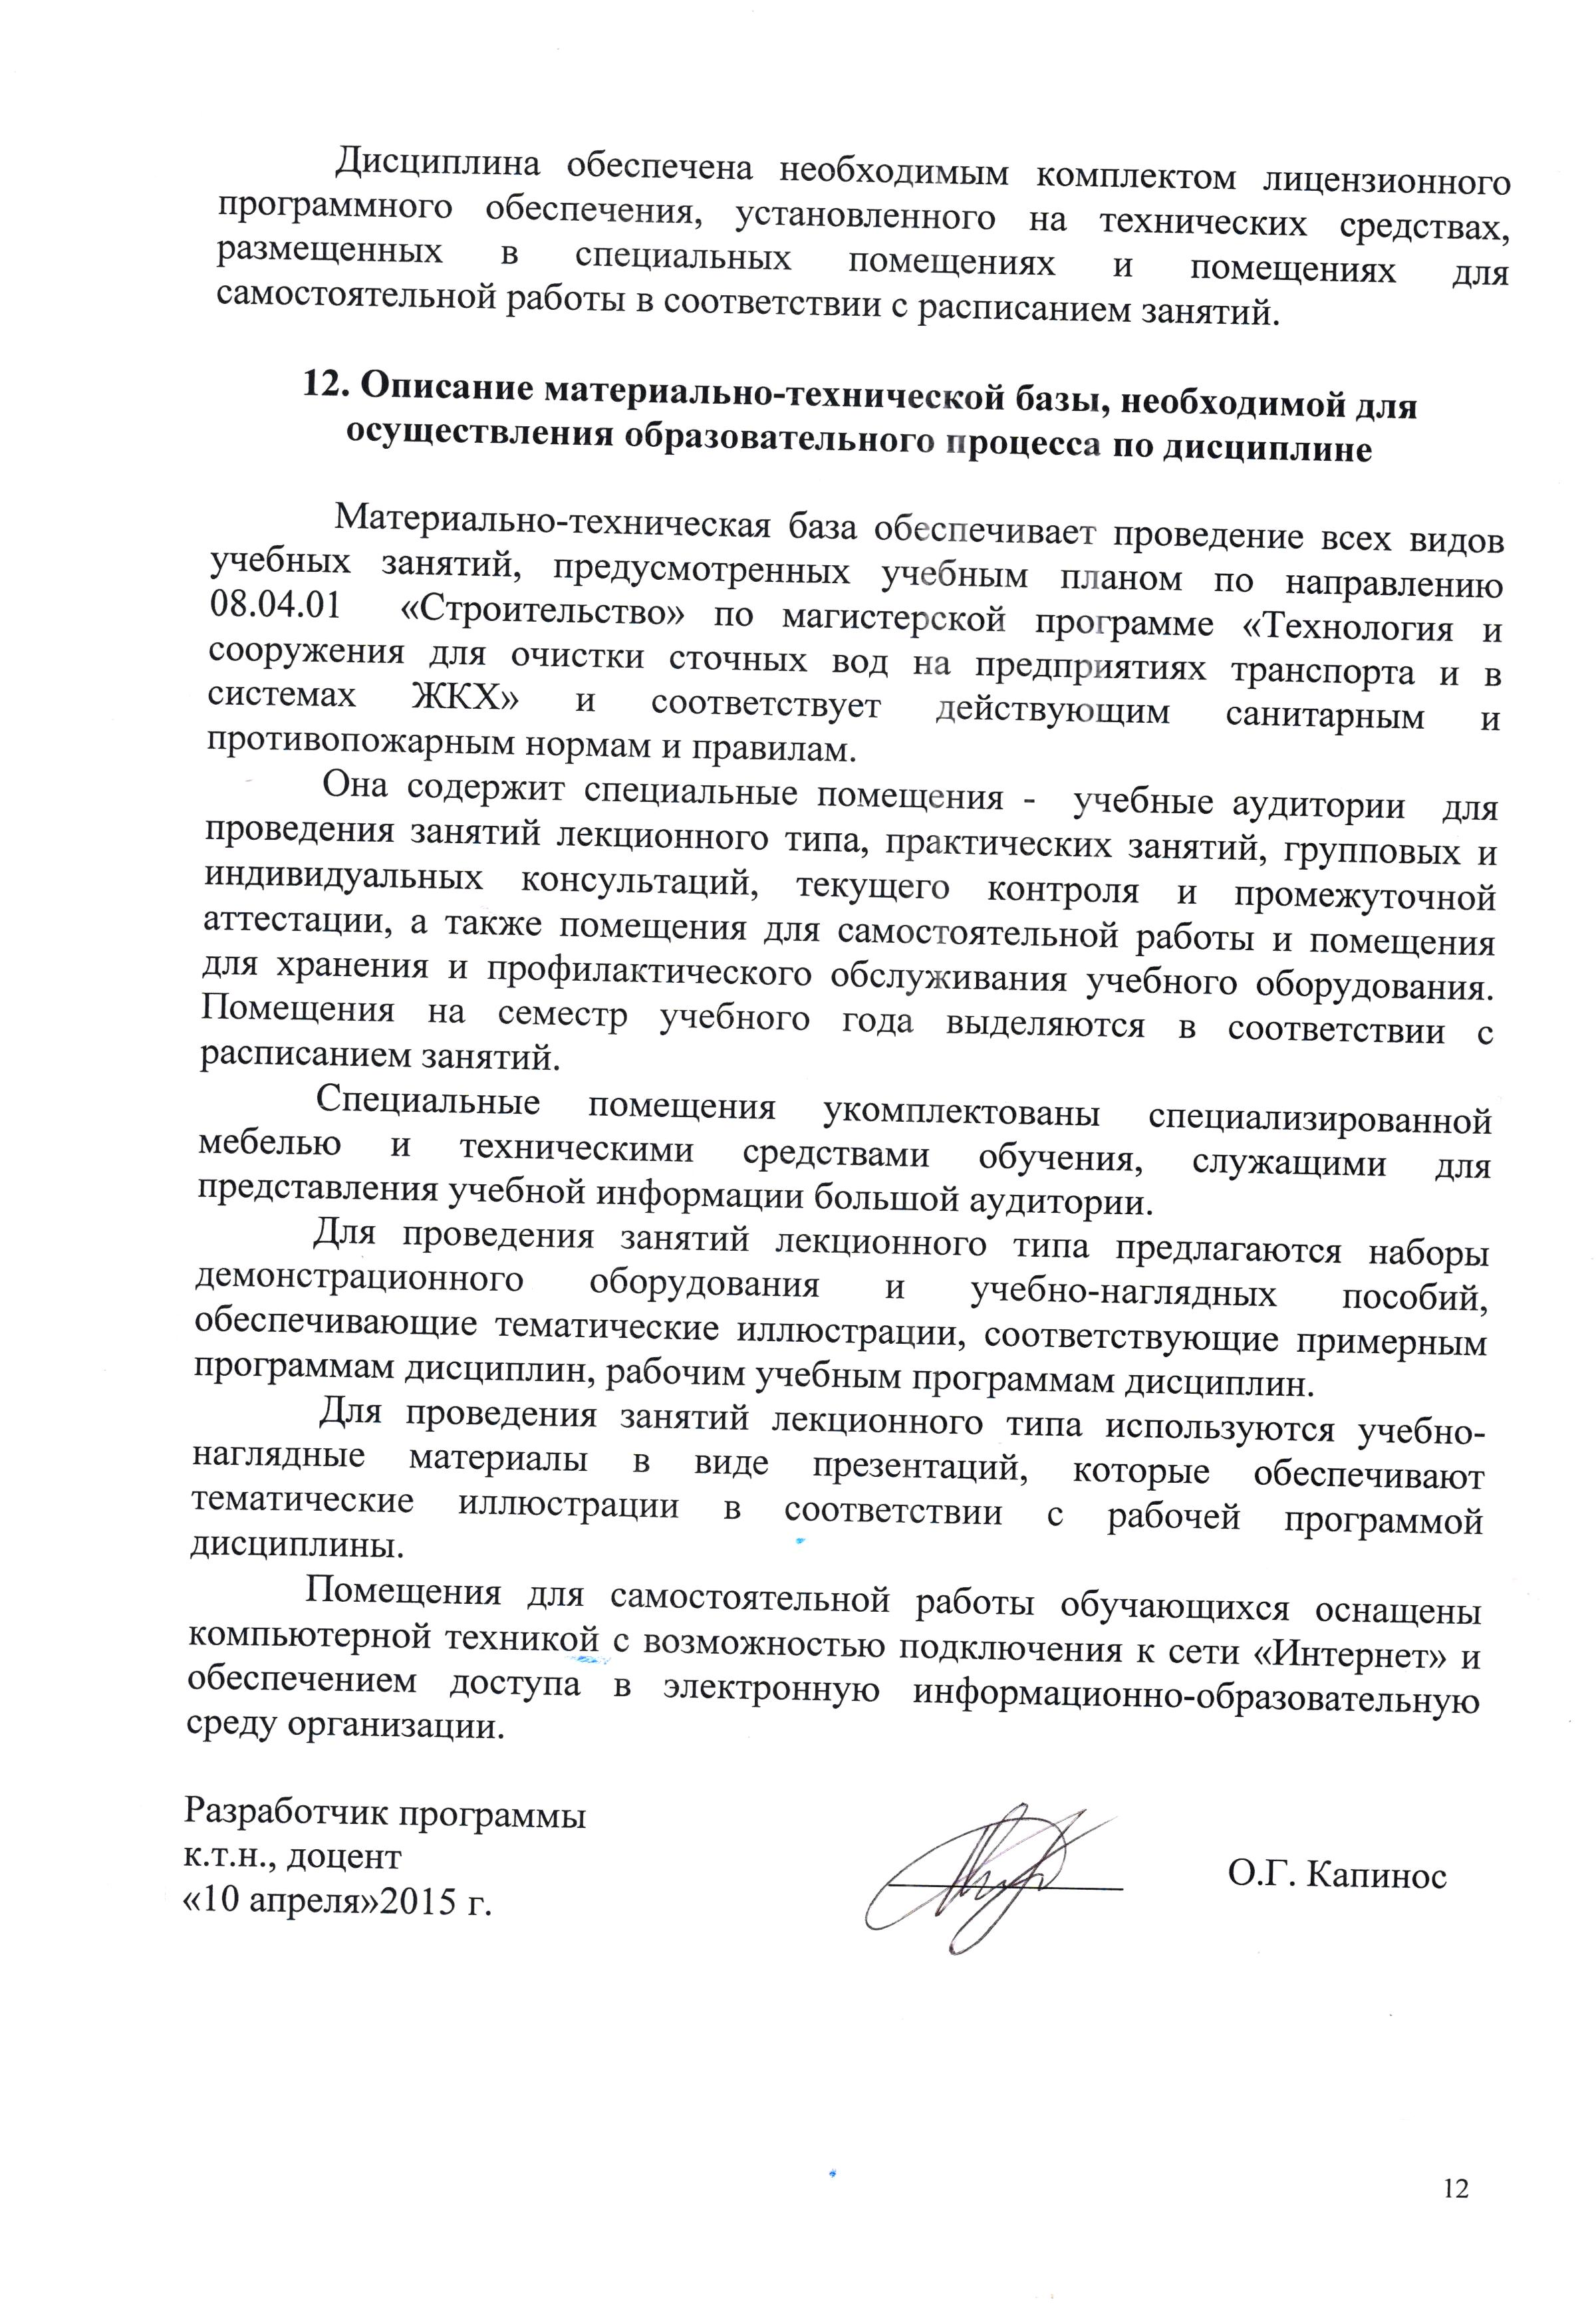 Дисциплина обеспечена необходимым комплектом лицензионного
программного обеспечения, установленного на технических средствах,
размещенных в специальных помещениях и помещениях для
самостоятельной работы в соответствии с расписанием занятий.
12. Описание материально-технической базы, необходимой для
осуществления образовательного процесса по дисциплине
Материально-техническая база обеспечивает проведение всех видов
учебных занятий, предусмотренных учебным планом по направлению
08.04.01 «Строительство» по магистерской программе «Технология и
сооружения для очистки сточных вод на предприятиях транспорта и в
системах ЖКХ» и соответствует действующим санитарным и
противопожарным нормам и правилам.
Она содержит специальные помещения - учебные аудитории для
проведения занятий лекционного типа, практических занятий, групповых и
индивидуальных консультаций, текущего контроля и промежуточной
аттестации, а также помещения для самостоятельной работы и помещения
для хранения и профилактического обслуживания учебного оборудования.
Помещения на семестр учебного года выделяются в соответствии с
расписанием занятий.
Специальные помещения укомплектованы специализированной
мебелью и техническими средствами обучения, служащими для
представления учебной информации большой аудитории.
Для проведения занятий лекционного типа предлагаются наборы
демонстрационного оборудования и учебно-наглядных пособий,
обеспечивающие тематические иллюстрации, соответствующие примерным
программам дисциплин, рабочим учебным программам дисциплин.
Для проведения занятий лекционного типа используются учебно-
наглядные материалы в виде презентаций, которые обеспечивают
тематические иллюстрации в соответствии с рабочей программой
дисциплины.
Помещения для самостоятельной работы обучающихся оснащены
компьютерной техникой с возможностью подключения к сети «Интернет» и
обеспечением доступа в электронную информационно-образовательную
среду организации.
Разработчик программы
к.т.н., доцент
«10 апреля»2015 г.
О.Г. Капинос
12